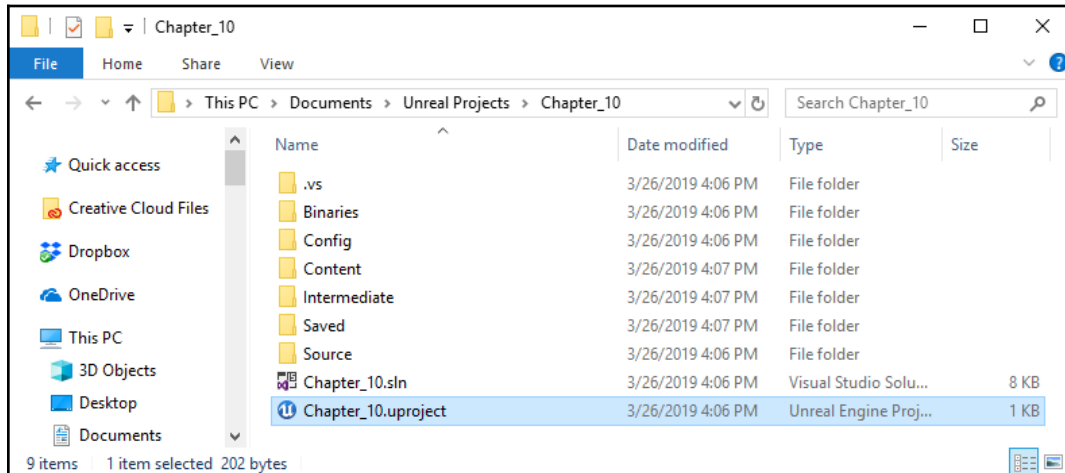 Chapter_10
File Home Share View
This PC > Documents > Unreal Projects > Chapter_10 Search Chapter_10
Name Date modified Type Size
Quick access
Creative Cloud Files
Dropbox
OneDrive
This PC
3D Objects
Desktop
Documents
.vs 3/26/2019 4:06 PM File folder
Binaries 3/26/2019 4:06 PM File folder
Config 3/26/2019 4:06 PM File folder
Content 3/26/2019 4:07 PM File folder
Intermediate 3/26/2019 4:07 PM File folder
Saved 3/26/2019 4:07 PM File folder
Source 3/26/2019 4:06 PM File folder
Chapter_10.sln 3/26/2019 4:06 PM Visual Studio Solu... 8 KB
Chapter_10.uproject 3/26/2019 4:06 PM Unreal Engine Proj... 1 KB
9 items 1 item selected 202 bytes